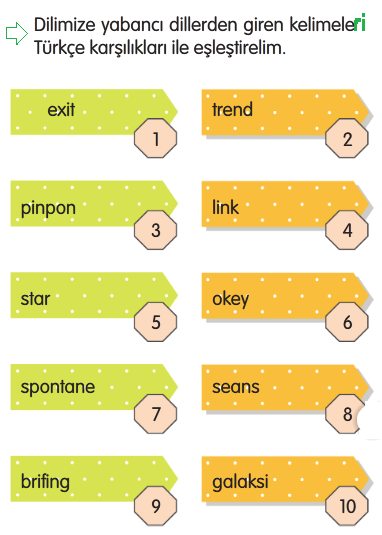 Dilimize yabancı dillerden giren kelimeleri
Türkçe karşılıkları ile eşleştirelim.
exit
1
trend
2
pinpon
3
link
4
star
5
okey
6
spontane
7
seans
8
brifing
9
galaksi
10